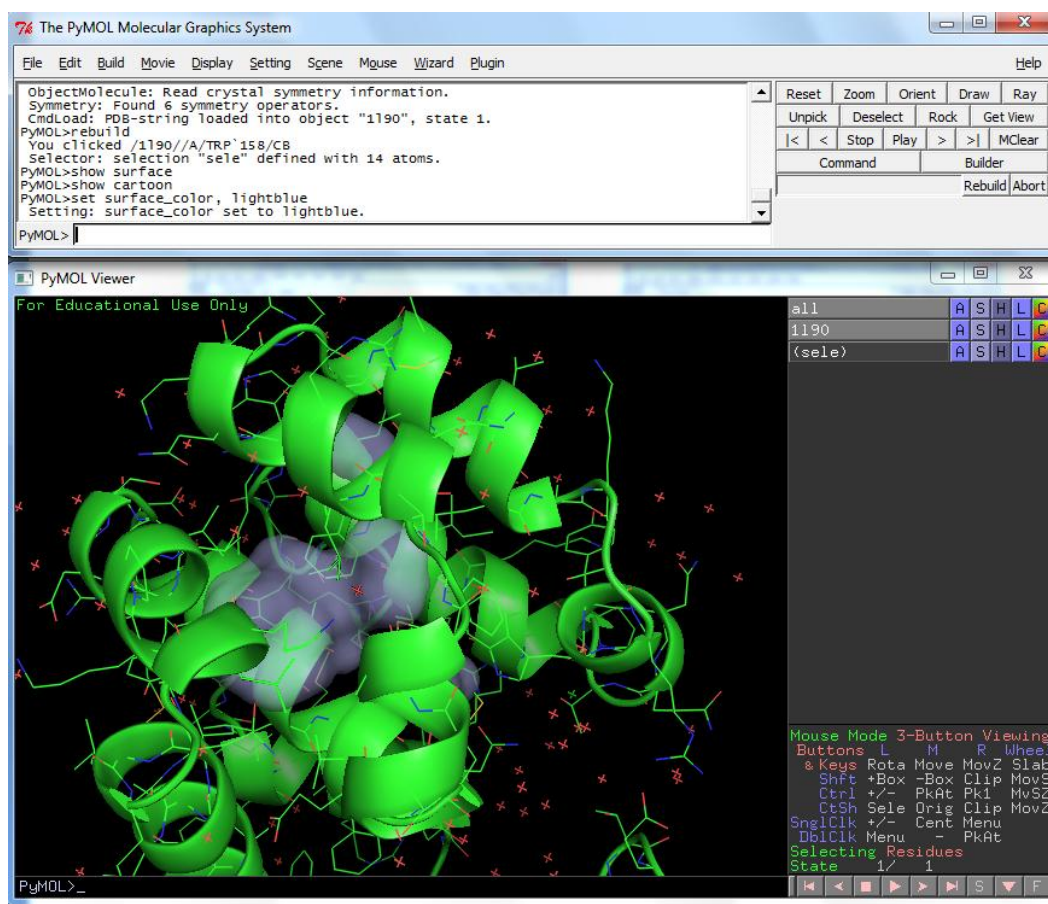 The PyMOL Molecular Graphics System
File Edit Build Movie Display Setting Scene Mouse Wizard Plugin Help
ObjectMolecule: Read crystal symmetry information.
Symmetry: Found 6 symmetry operators.
CmdLoad: PDB-string loaded into object "1l90", state 1.
PyMOL>rebuild
You clicked /1l90//A/TRP`158/CB
Selector: selection "sele" defined with 14 atoms.
PyMOL>show surface
PyMOL>show cartoon
PyMOL>set surface_color, lightblue
Setting: surface_color set to lightblue.
PyMOL>
Reset Zoom Orient Draw Ray
Unpick Deselect Rock Get View
|< < Stop Play > >| MClear
Command Builder
Rebuild Abort
PyMOL Viewer
For Educational Use Only
all A S H L C
1l90 A S H L C
(sele) A S H L C
Mouse Mode 3-Button Viewing
Buttons L M R Wheel
& Keys Rota Move MovZ Slab
Shft +Box -Box Clip MovS
Ctrl +/- PkAt Pk1 MvSZ
CtSh Sele Orig Clip MovZ
SnglClk +/- Cent Menu
DblClk Menu - PkAt
Selecting Residues
State 1/ 1
PyMOL>_
S F